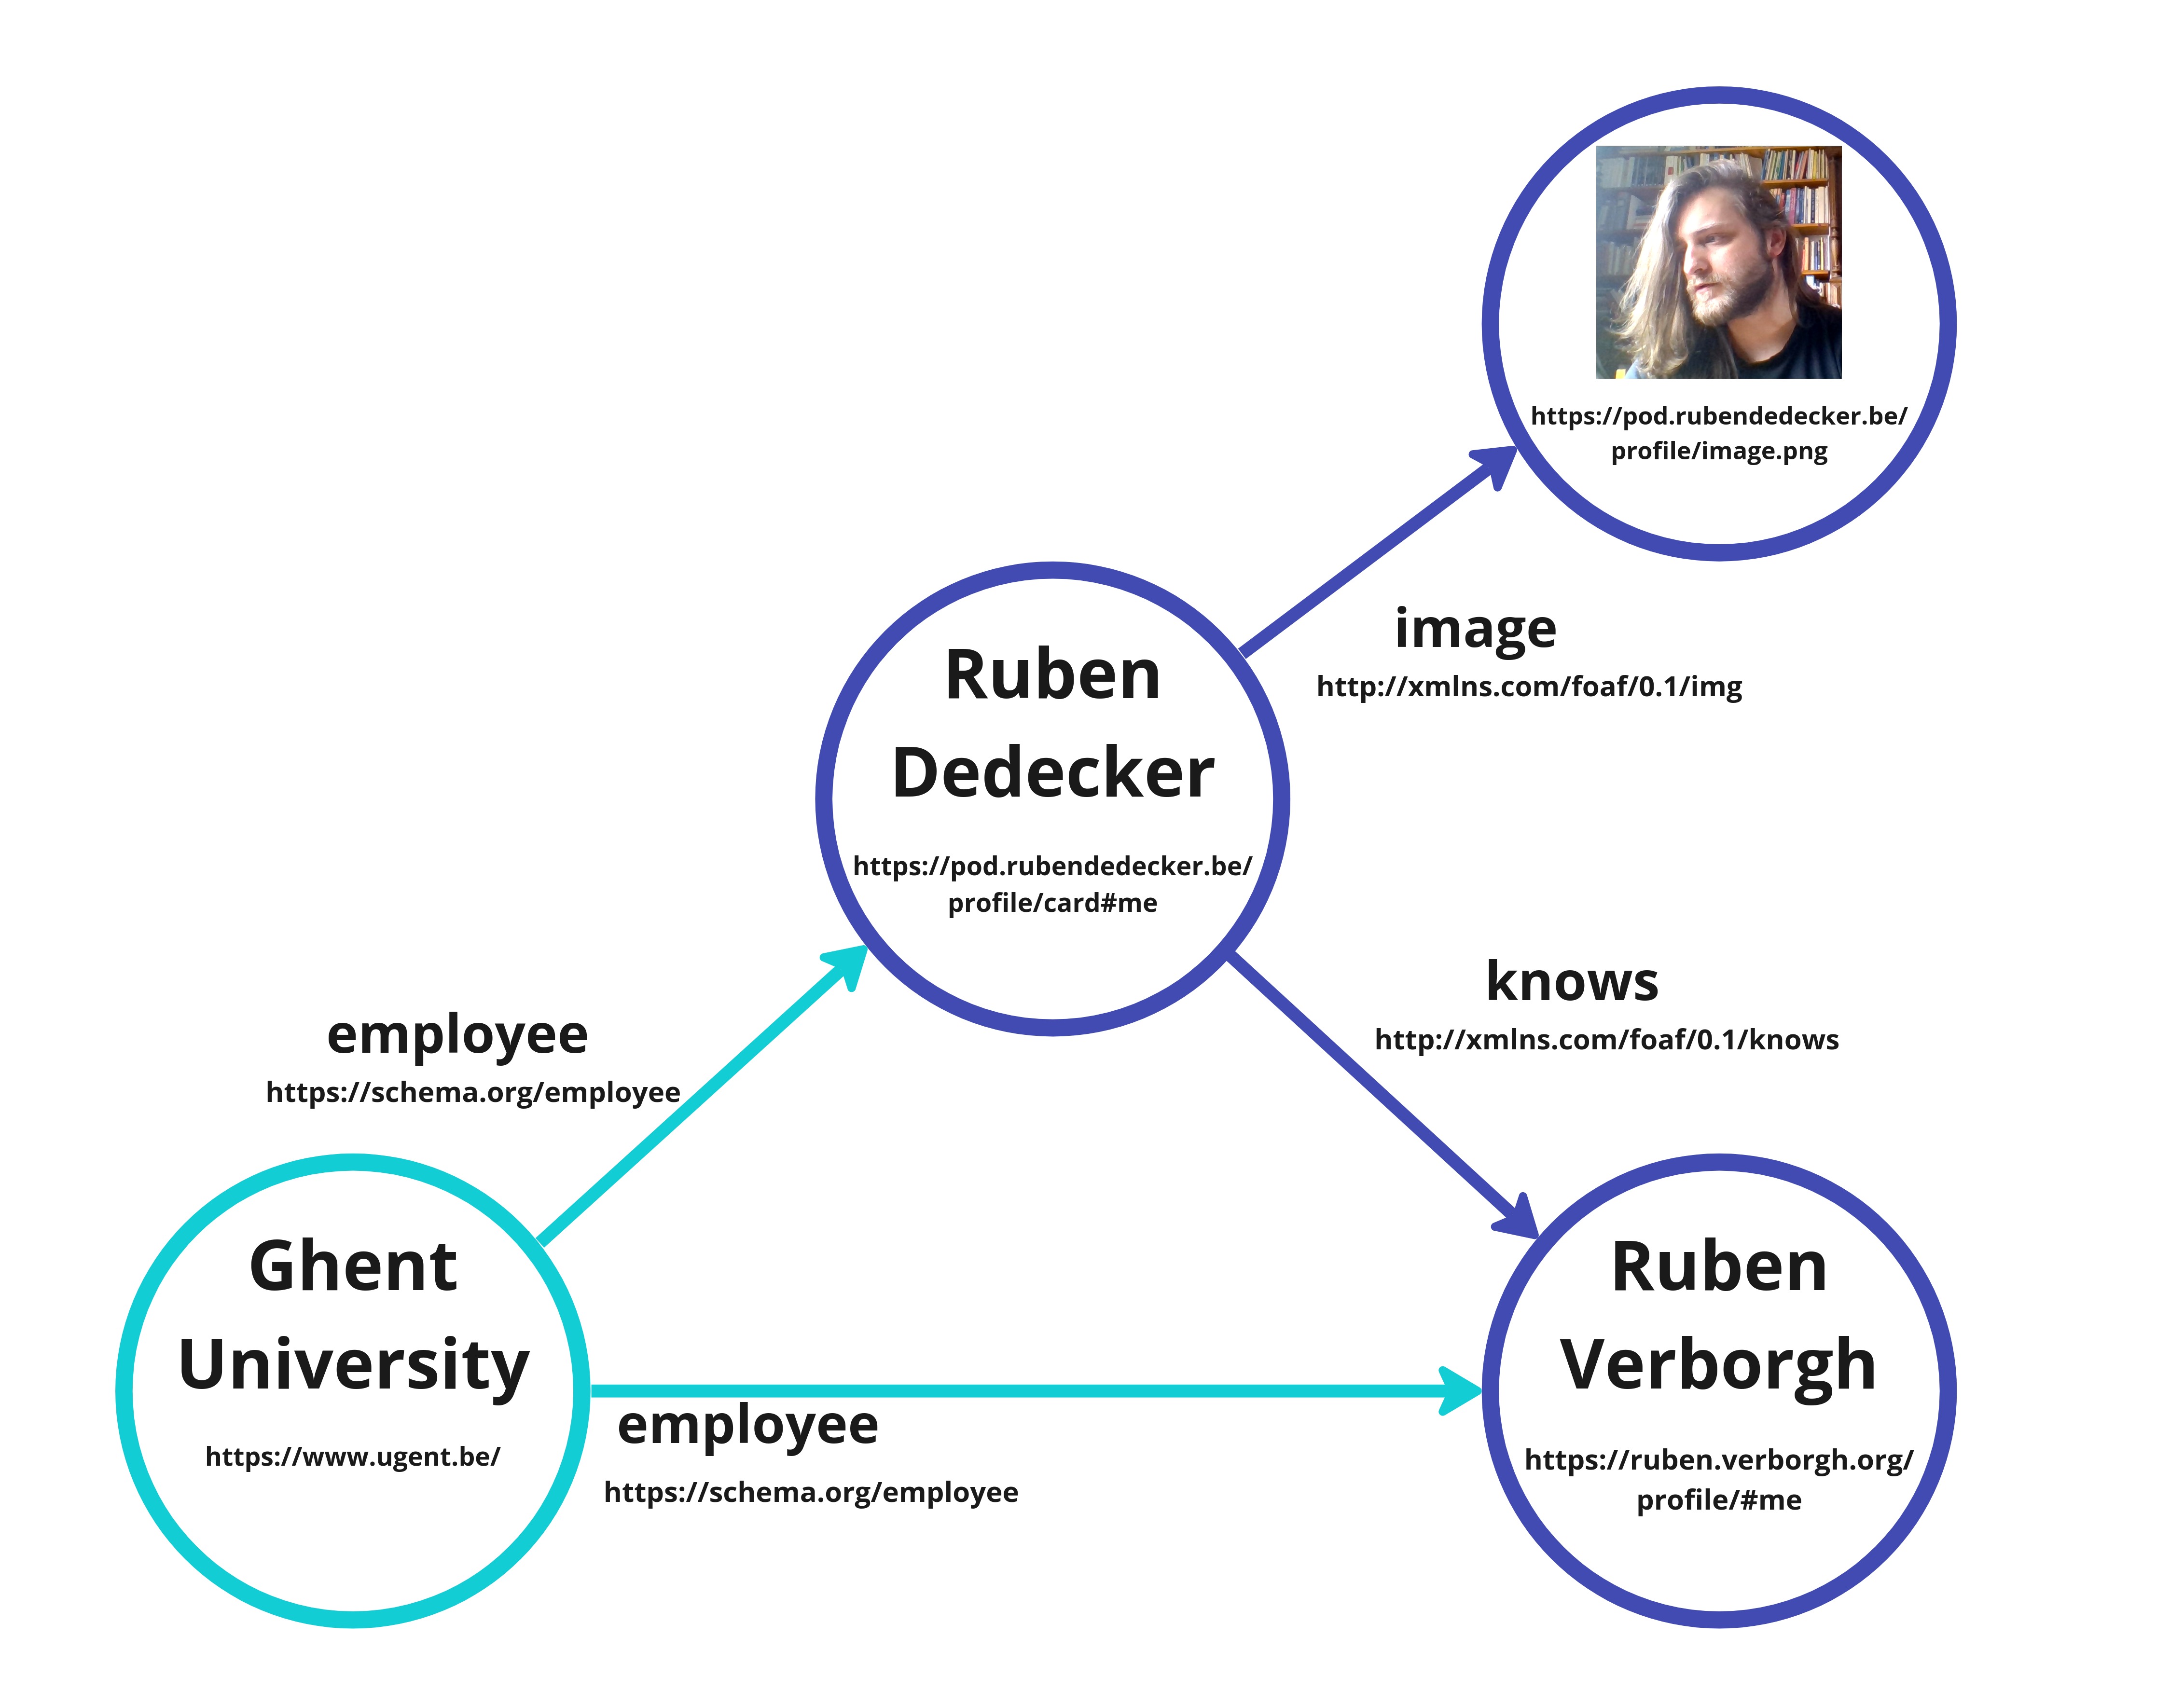 https://pod.rubendedecker.be/
profile/image.png
image
http://xmlns.com/foaf/0.1/img
Ruben
Dedecker
https://pod.rubendedecker.be/
profile/card#me
knows
http://xmlns.com/foaf/0.1/knows
employee
https://schema.org/employee
Ghent
University
https://www.ugent.be/
employee
https://schema.org/employee
Ruben
Verborgh
https://ruben.verborgh.org/
profile/#me